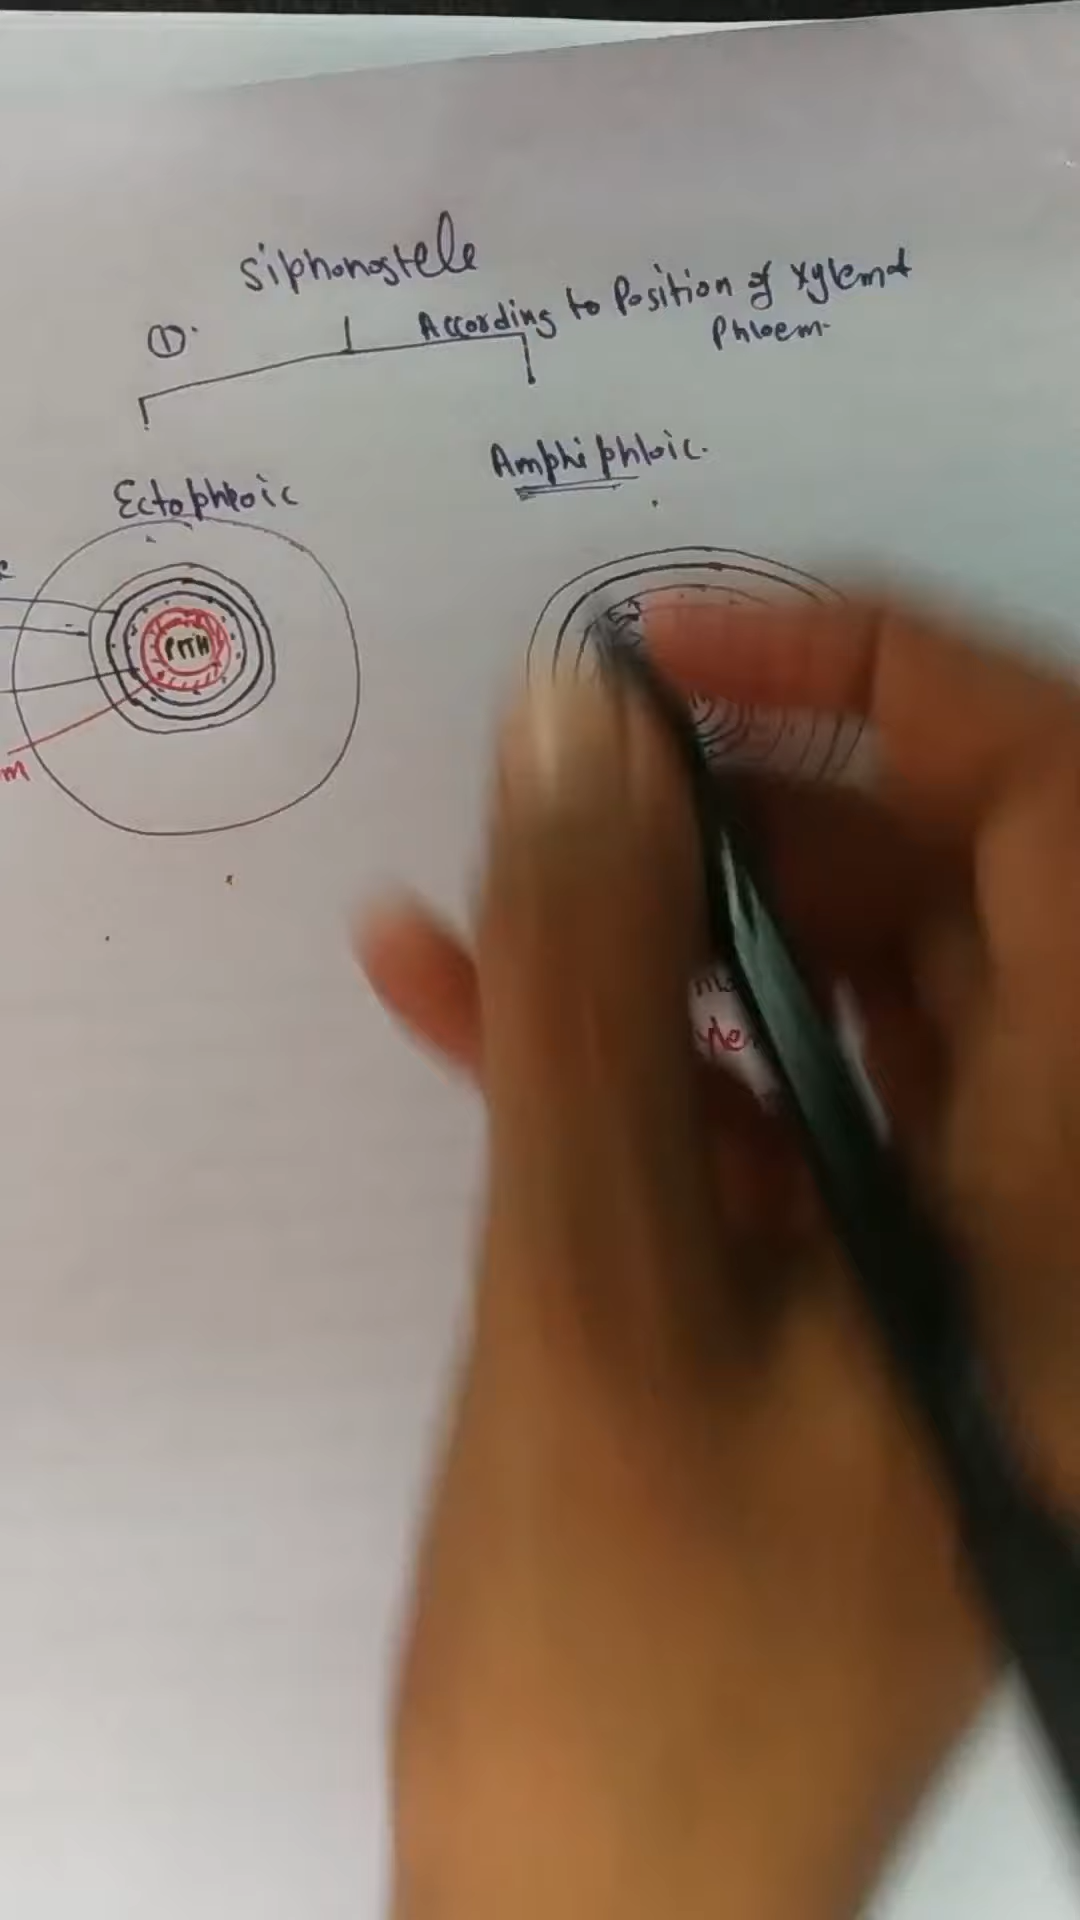 siphonostele
① According to Position of xylem &
Phloem.
Amphiphloic.
Ectophloic
PITH